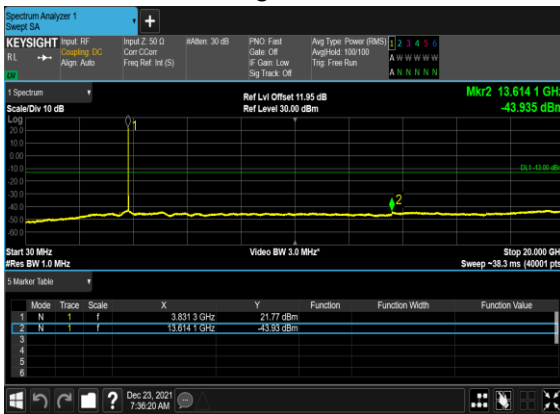 Spectrum Analyzer 1
Swept SA
KEYSIGHT Input: RF Input Z: 50 Ω #Atten: 30 dB PNO: Fast Avg Type: Power (RMS) 1 2 3 4 5 6
RL Coupling: DC Corr CCorr Gate: Off Avg|Hold: 100/100 A W W W W W
Align: Auto Freq Ref: Int (S) IF Gain: Low Trig: Free Run
Sig Track: Off A N N N N N
1 Spectrum Ref Lvl Offset 11.95 dB Mkr2 13.614 1 GHz
Scale/Div 10 dB Ref Level 30.00 dBm -43.935 dBm
Log
20.0 1
10.0
0.00
-10.0 DL1 -13.00 dBm
-20.0
-30.0
-40.0 2
-50.0
-60.0
Start 30 MHz Video BW 3.0 MHz* Stop 20.000 GH
#Res BW 1.0 MHz Sweep ~38.3 ms (40001 pts
5 Marker Table
Mode Trace Scale X Y Function Function Width Function Value
1 N 1 f 3.831 3 GHz 21.77 dBm
2 N 1 f 13.614 1 GHz -43.93 dBm
3
4
5
6
? Dec 23, 2021
7:36:20 AM